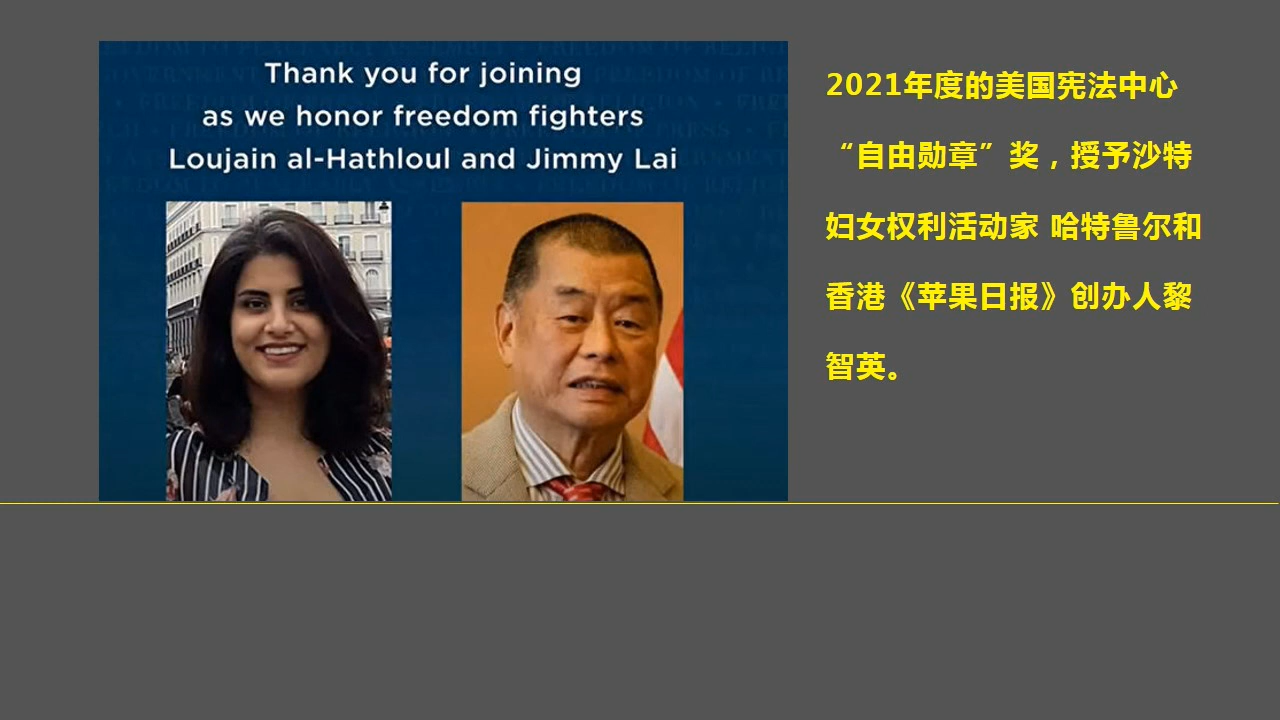 Thank you for joining
as we honor freedom fighters
Loujain al-Hathloul and Jimmy Lai
2021年度的美国宪法中心
“自由勋章”奖，授予沙特
妇女权利活动家 哈特鲁尔和
香港《苹果日报》创办人黎
智英。